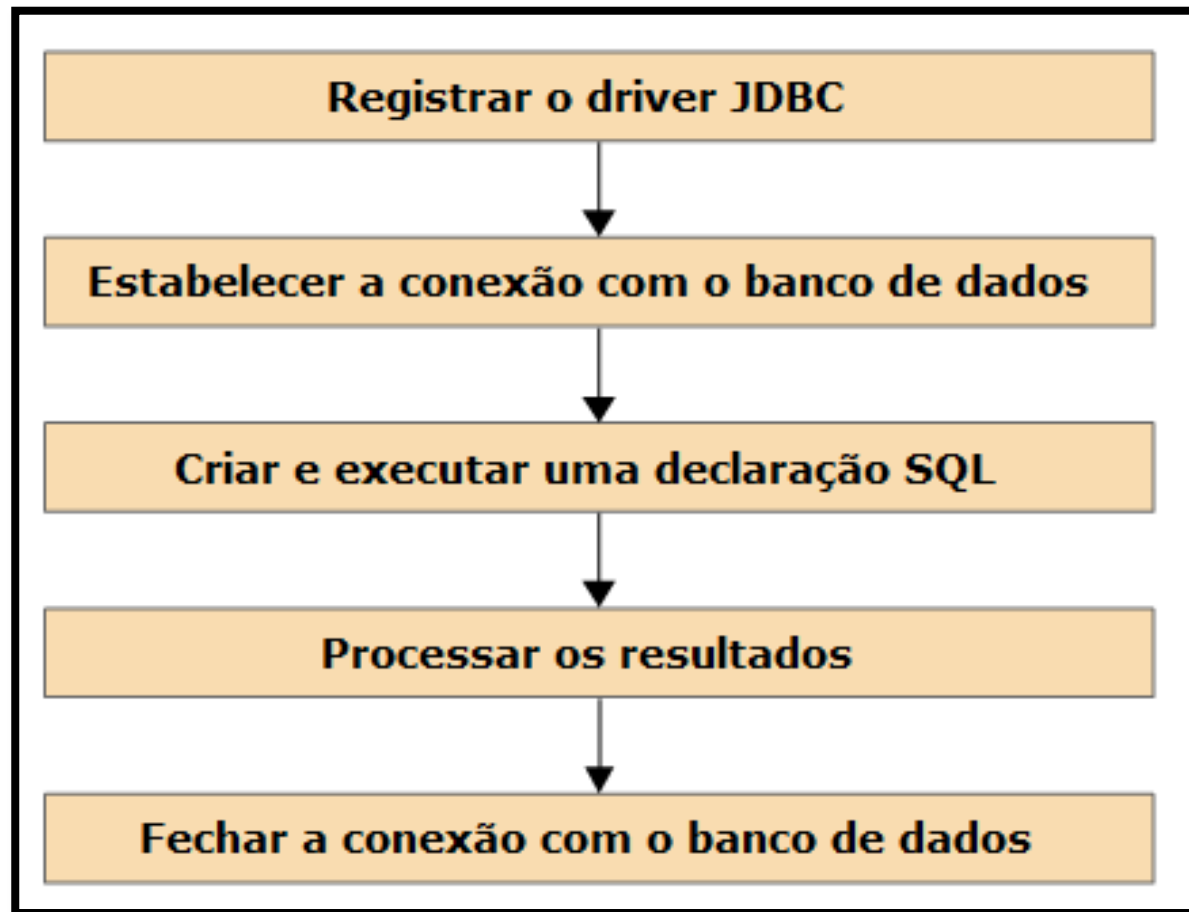 Registrar o driver JDBC
Estabelecer a conexão com o banco de dados
Criar e executar uma declaração SQL
Processar os resultados
Fechar a conexão com o banco de dados